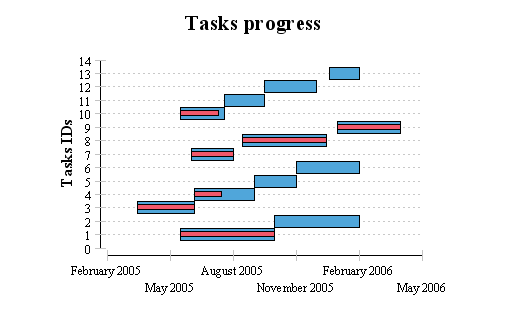 Tasks progress
14
13
12
11
10
9
8
7
6
5
4
3
2
1
0
Tasks IDs
February 2005
August 2005
February 2006
May 2005
November 2005
May 2006